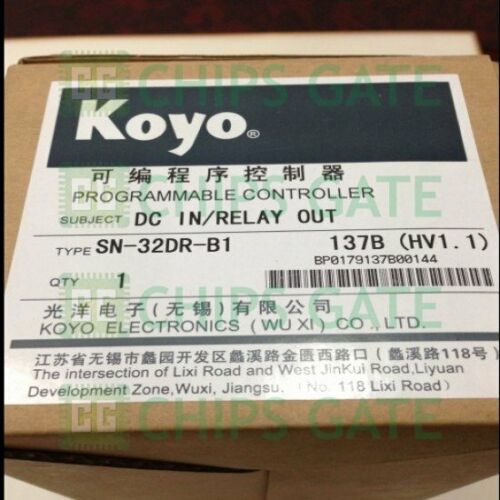 CHIPS GATE
Koyo®
可编程序控制器
PROGRAMMABLE CONTROLLER
SUBJECT DC IN/RELAY OUT
TYPE SN-32DR-B1 137B (HV1.1)
BP0179137B00144
QTY 1
光洋电子(无锡)有限公司
KOYO ELECTRONICS (WU XI) CO.,LTD.
江苏省无锡市蠡园开发区蠡溪路金匮西路口(蠡溪路118号)
The intersection of Lixi Road and West JinKui Road,Liyuan
Development Zone,Wuxi, Jiangsu. (No. 118 Lixi Road)
CHIPS GATE